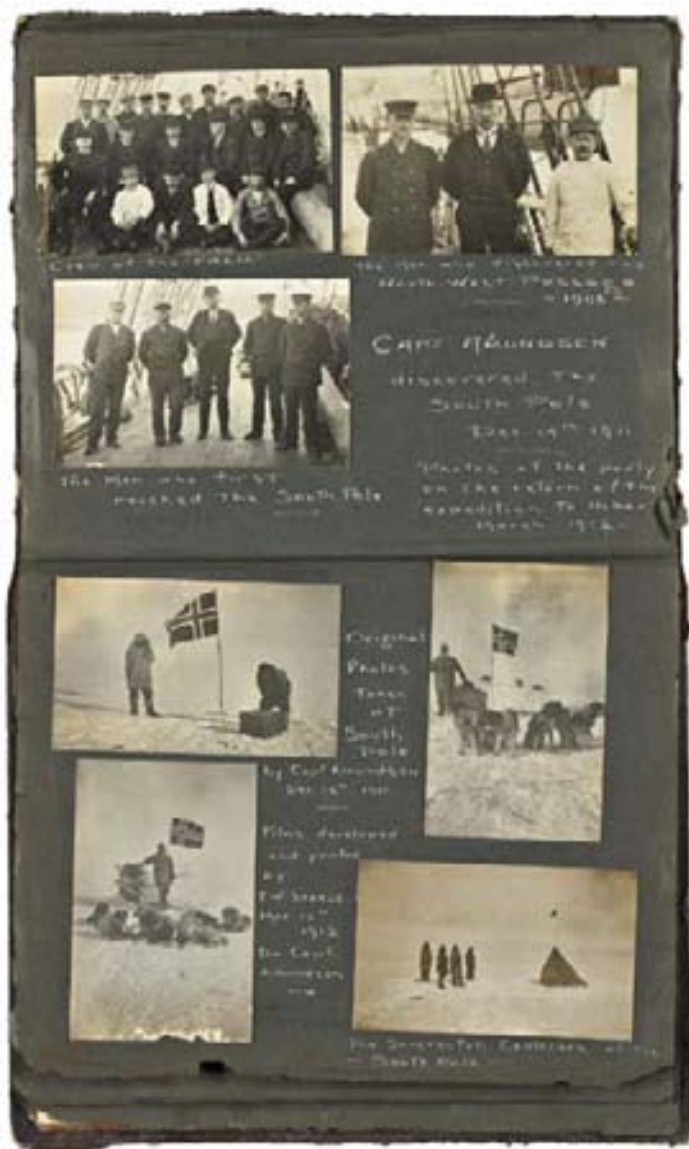 Crew of the "FRAM"
The Men who discovered the
North West Passage
- 1905 -
CAPT AMUNDSEN
discovered The
South Pole
Dec 14th 1911
The Men who first
reached The South Pole
Photos of the party
on the return of the
expedition To Hobart
March 1912 -
Original
Photos
Taken
AT
South
Pole
by Capt Amundsen
Dec 14th 1911
Films developed
and printed
by
Mar 1912
for Capt
Amundsen
The Seventh Continent
South Pole